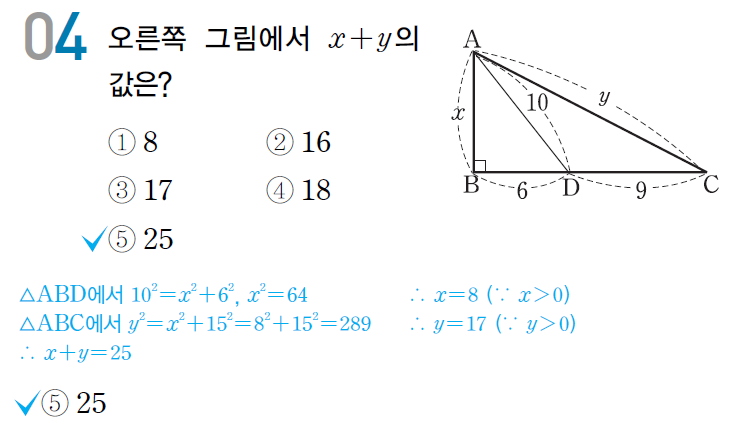 04 오른쪽 그림에서 x+y의
값은?
① 8 ② 16
③ 17 ④ 18
⑤ 25
A
10 y
x
B 6 D 9 C
△ABD에서 10²=x²+6², x²=64 ∴ x=8 (∵ x>0)
△ABC에서 y²=x²+15²=8²+15²=289 ∴ y=17 (∵ y>0)
∴ x+y=25
⑤ 25